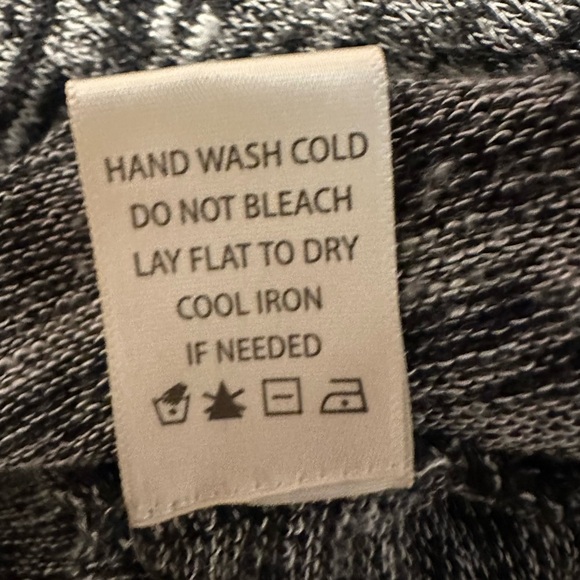 HAND WASH COLD
DO NOT BLEACH
LAY FLAT TO DRY
COOL IRON
IF NEEDED